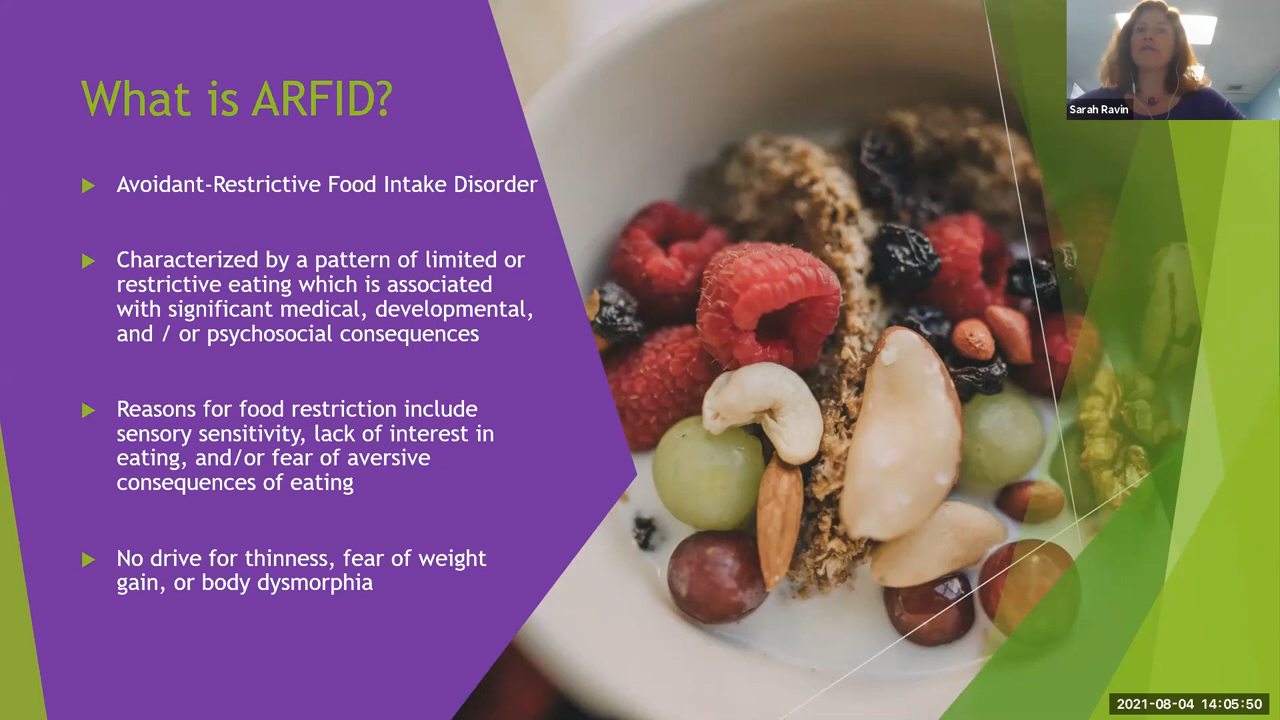 What is ARFID?
Avoidant-Restrictive Food Intake Disorder
Characterized by a pattern of limited or
restrictive eating which is associated
with significant medical, developmental,
and / or psychosocial consequences
Reasons for food restriction include
sensory sensitivity, lack of interest in
eating, and/or fear of aversive
consequences of eating
No drive for thinness, fear of weight
gain, or body dysmorphia
Sarah Ravin
2021-08-04 14:05:50